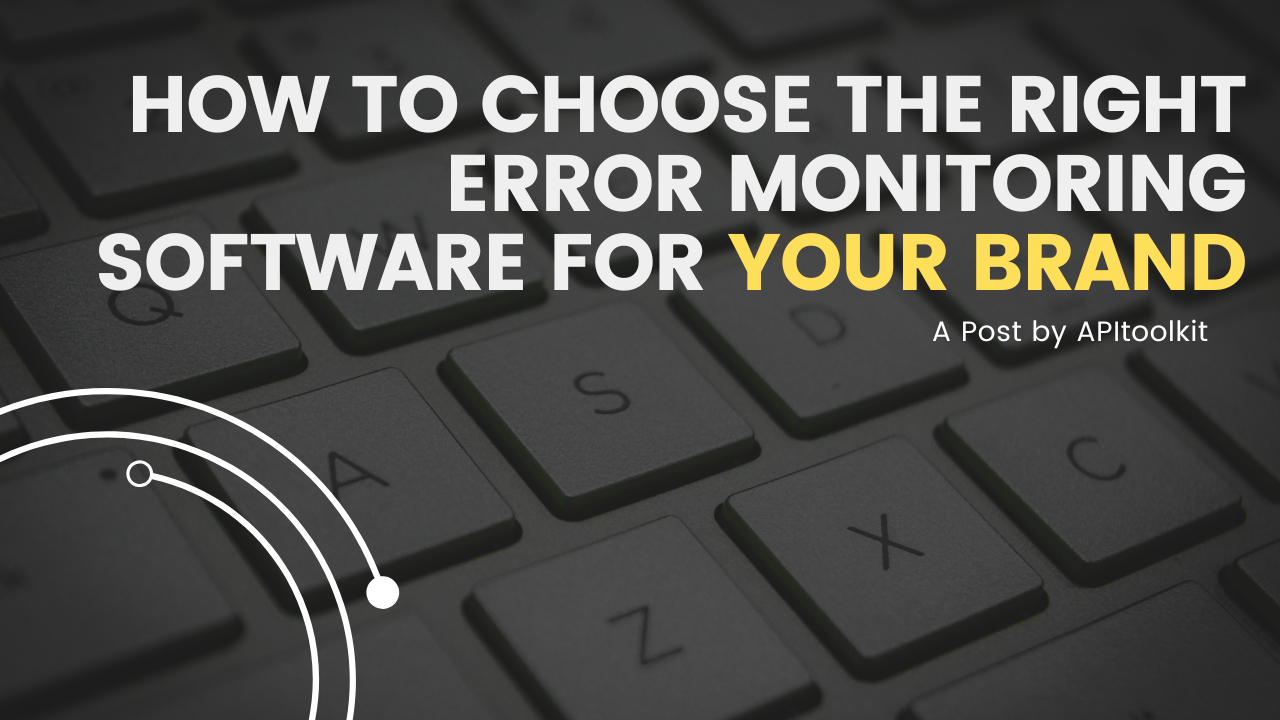 HOW TO CHOOSE THE RIGHT
ERROR MONITORING
SOFTWARE FOR YOUR BRAND
A Post by APItoolkit
Q
W
D
S
A
C
X
Z